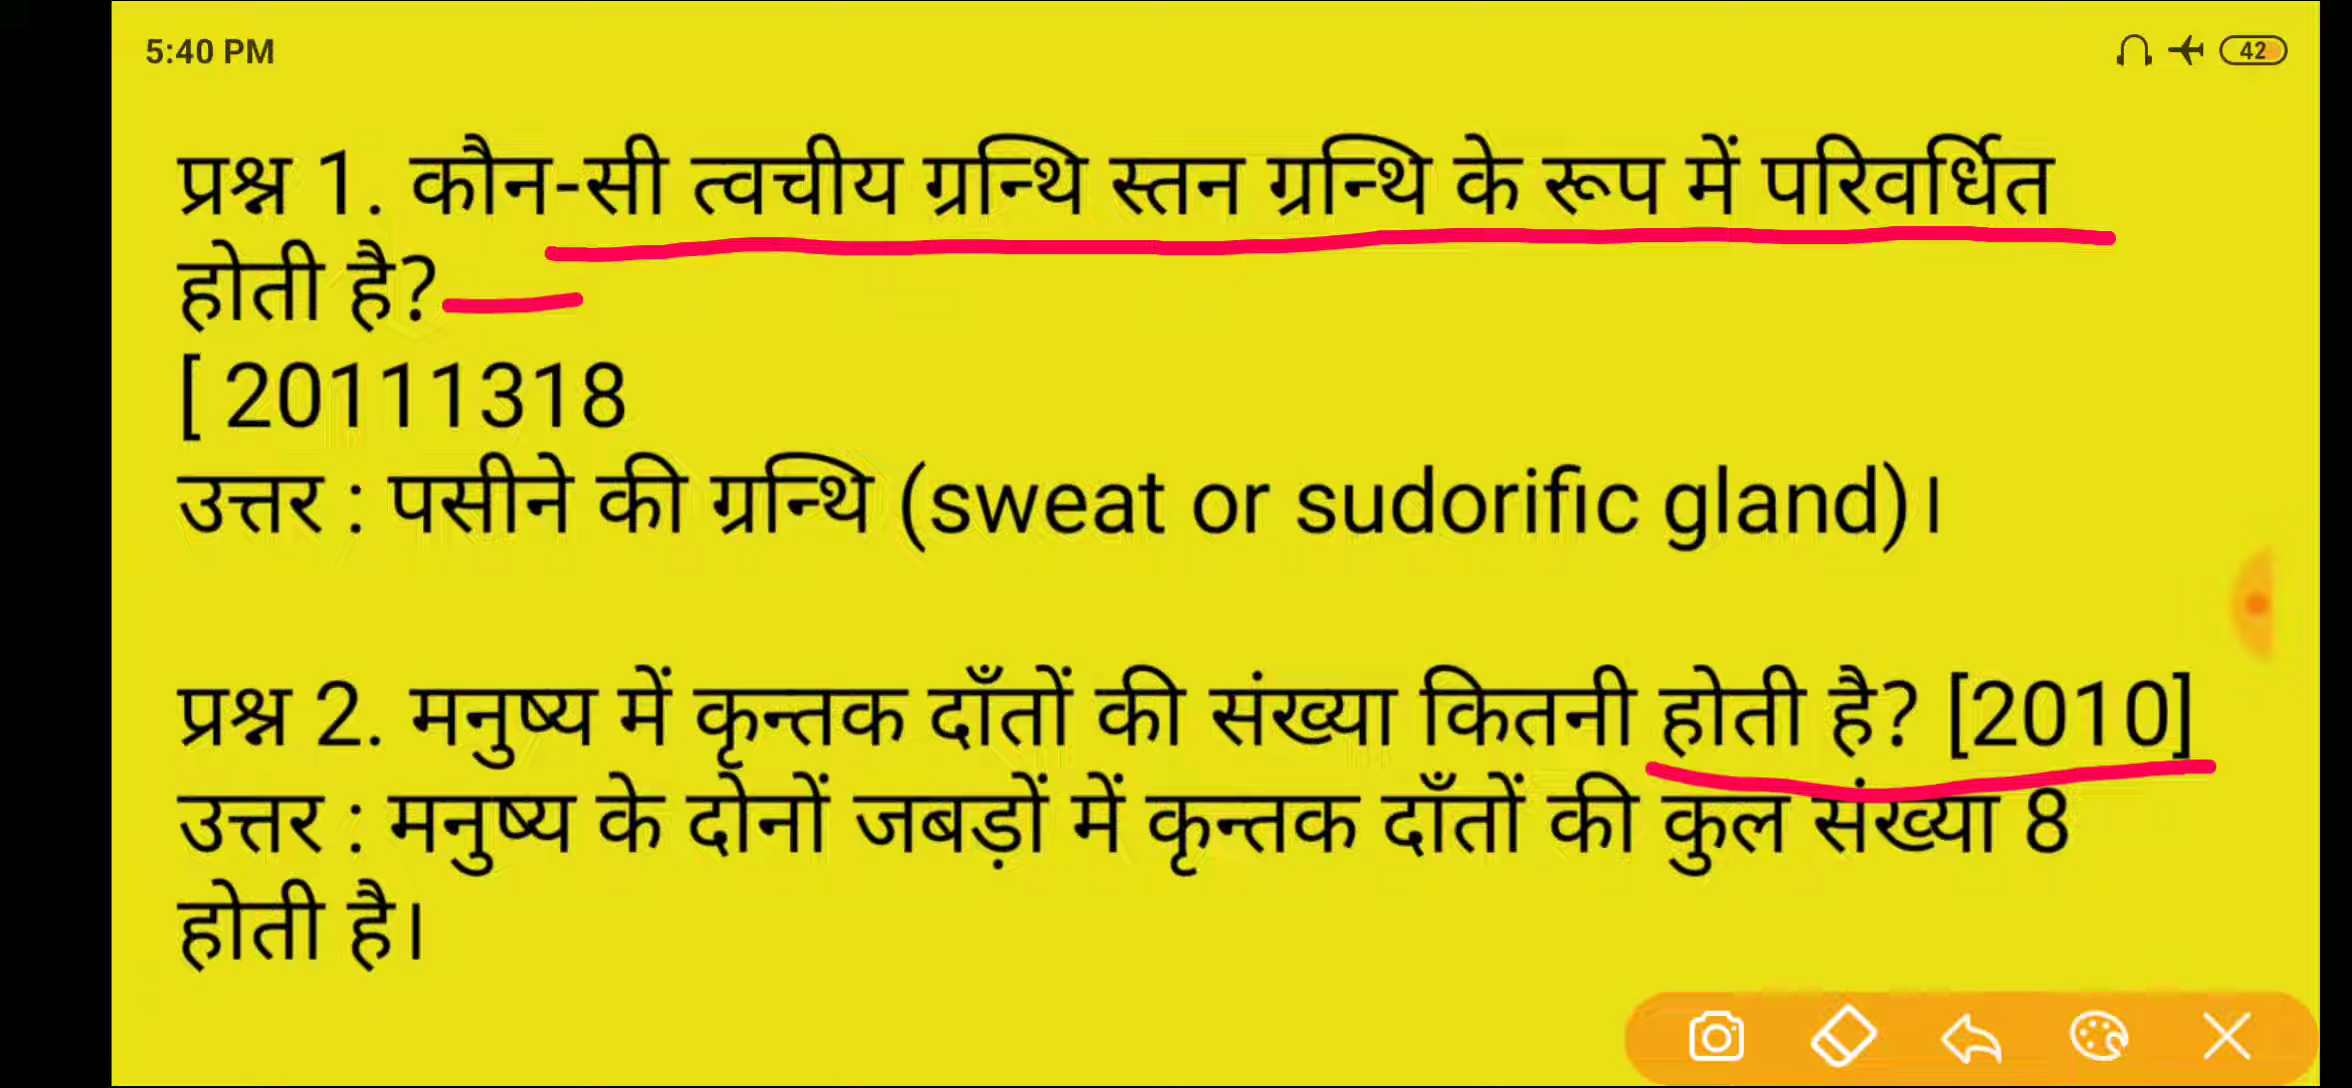 5:40 PM
42
प्रश्न 1. कौन-सी त्वचीय ग्रन्थि स्तन ग्रन्थि के रूप में परिवर्धित
होती है?
[ 20111318
उत्तर : पसीने की ग्रन्थि (sweat or sudorific gland)।
प्रश्न 2. मनुष्य में कृन्तक दाँतों की संख्या कितनी होती है? [2010]
उत्तर : मनुष्य के दोनों जबड़ों में कृन्तक दाँतों की कुल संख्या 8
होती है।